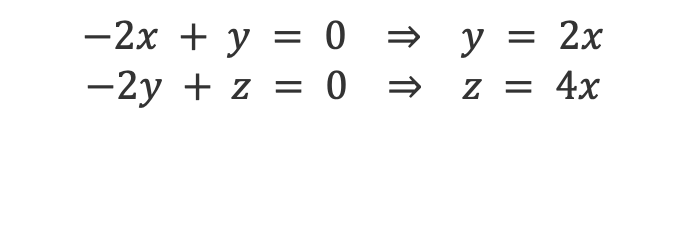 −2x + y = 0 ⇒ y = 2x
−2y + z = 0 ⇒ z = 4x